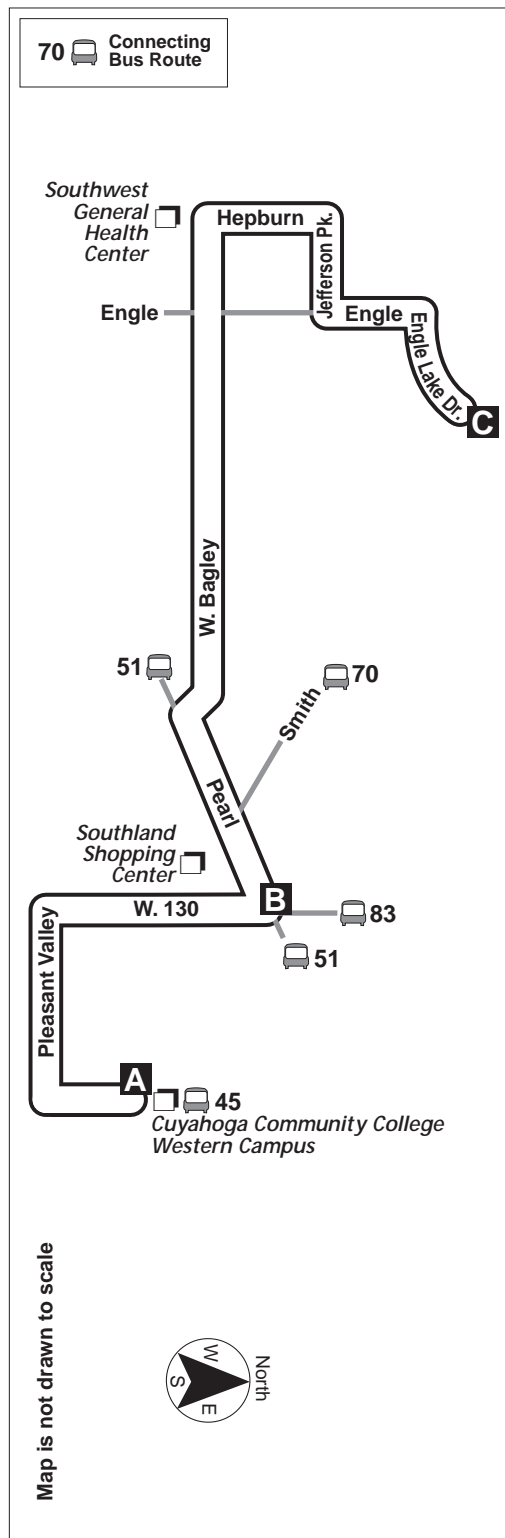 70 Connecting
Bus Route
Southwest
General
Health
Center
Hepburn
Jefferson Pk.
Engle
Engle
Engle Lake Dr.
C
W. Bagley
51
70
Smith
Pearl
Southland
Shopping
Center
B
W. 130
83
51
Pleasant Valley
A
45
Cuyahoga Community College
Western Campus
Map is not drawn to scale
North
W
S
E